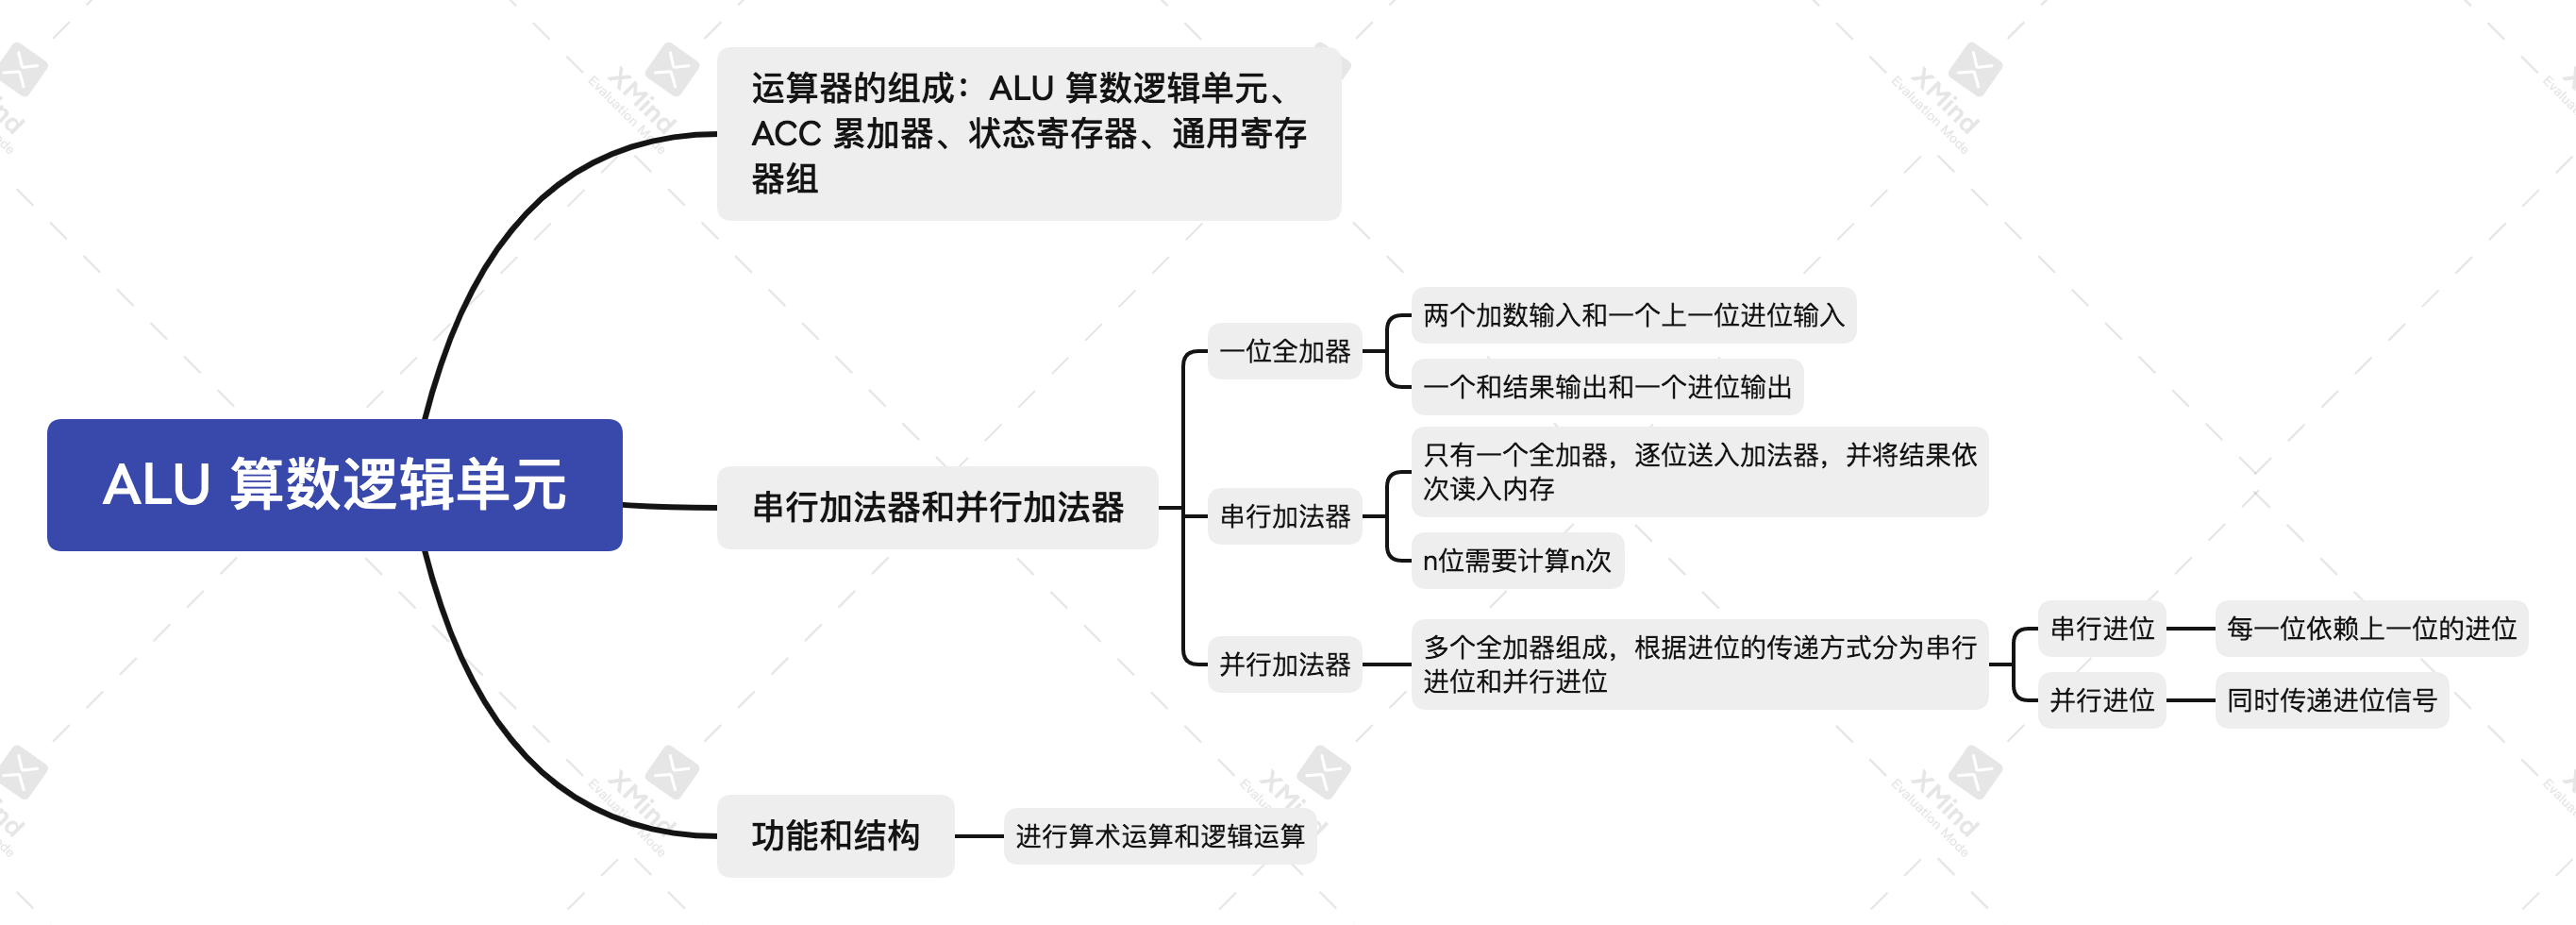 运算器的组成：ALU 算数逻辑单元、
ACC 累加器、状态寄存器、通用寄存
器组
ALU 算数逻辑单元
串行加法器和并行加法器
一位全加器
两个加数输入和一个上一位进位输入
一个和结果输出和一个进位输出
串行加法器
只有一个全加器，逐位送入加法器，并将结果依
次读入内存
n位需要计算n次
并行加法器
多个全加器组成，根据进位的传递方式分为串行
进位和并行进位
串行进位
每一位依赖上一位的进位
并行进位
同时传递进位信号
功能和结构
进行算术运算和逻辑运算
XMind
Evaluation Mode
XMind
Evaluation Mode
XMind
Evaluation Mode
XMind
Evaluation Mode